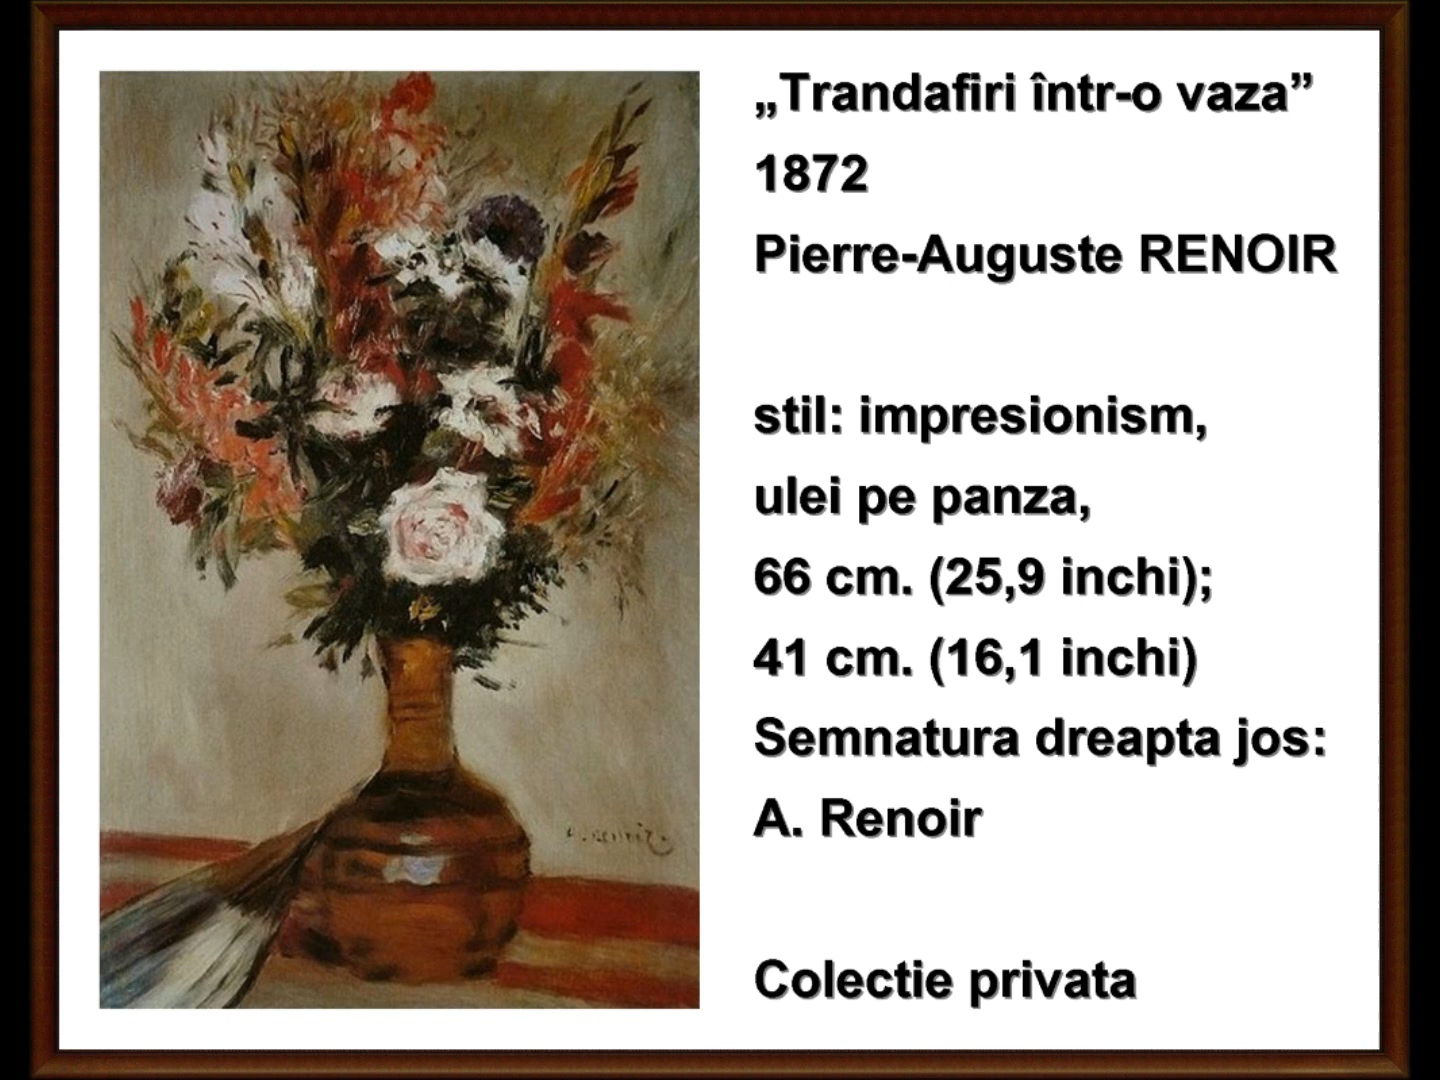 „Trandafiri într-o vaza”
1872
Pierre-Auguste RENOIR
stil: impresionism,
ulei pe panza,
66 cm. (25,9 inchi);
41 cm. (16,1 inchi)
Semnatura dreapta jos:
A. Renoir
Colectie privata
A. Renoir.